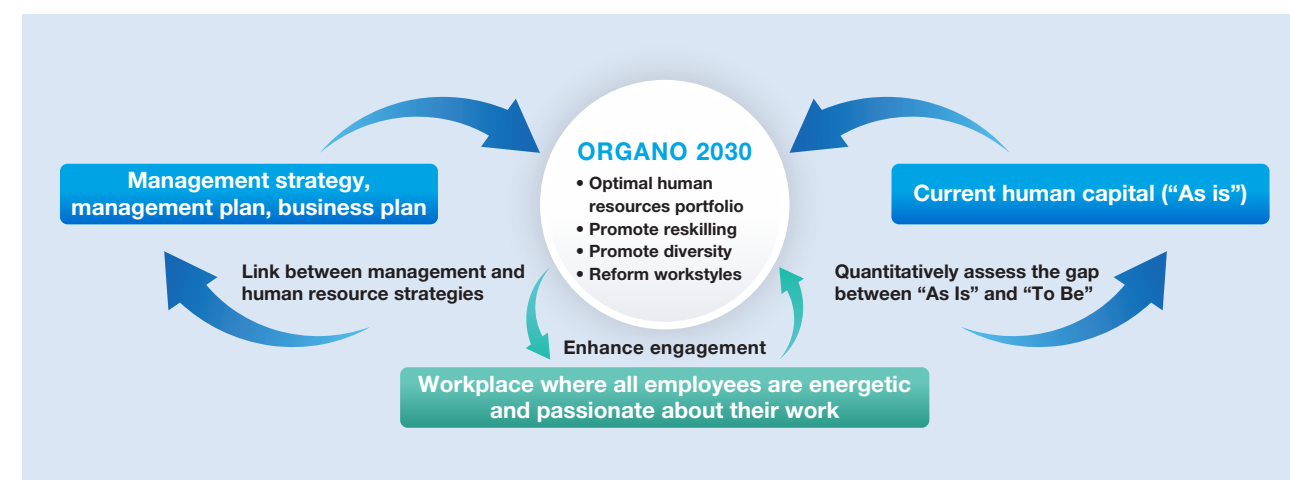 ORGANO 2030
• Optimal human
resources portfolio
• Promote reskilling
• Promote diversity
• Reform workstyles
Management strategy,
management plan, business plan
Current human capital (“As is”)
Link between management and
human resource strategies
Quantitatively assess the gap
between “As Is” and “To Be”
Enhance engagement
Workplace where all employees are energetic
and passionate about their work